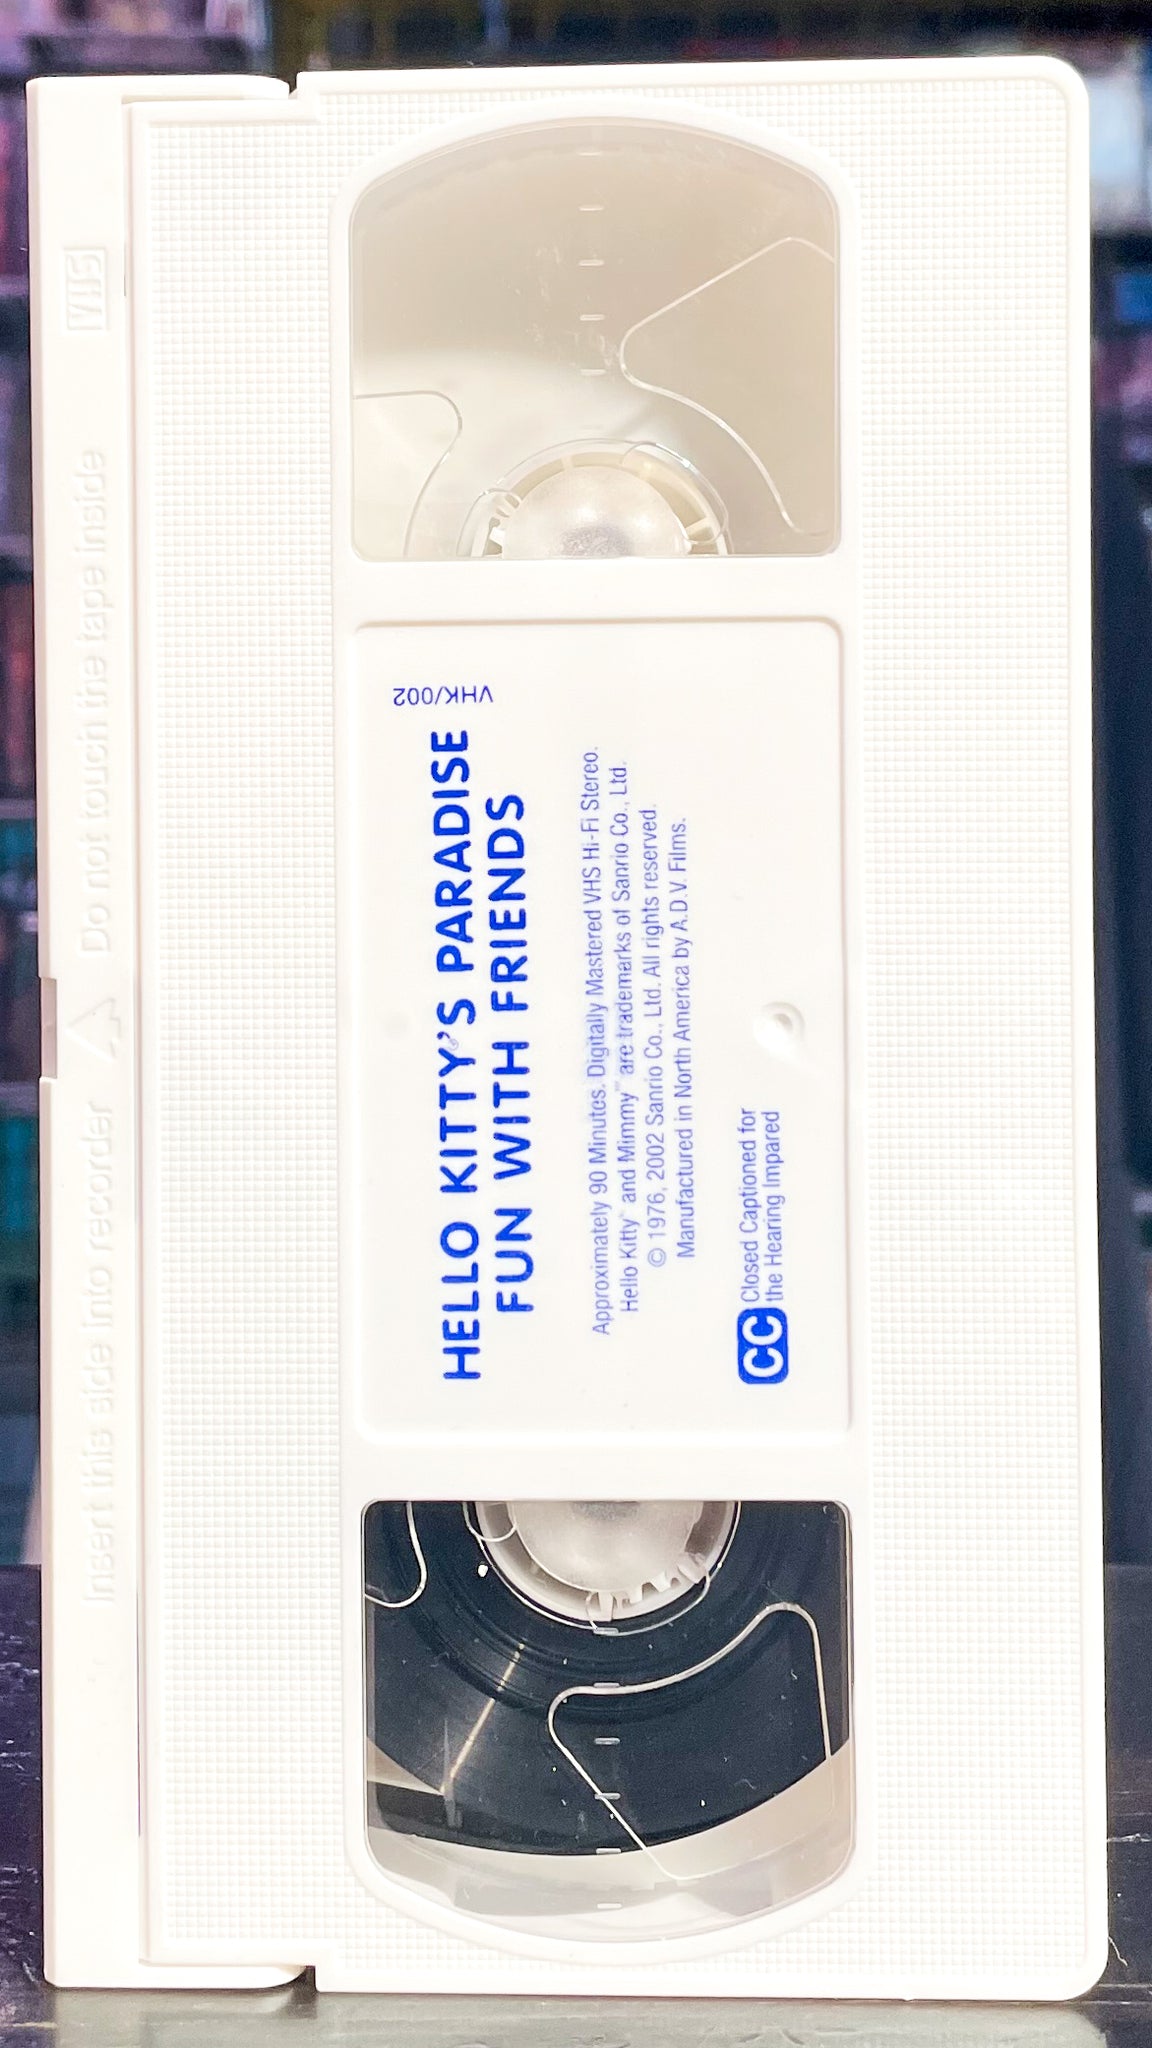 VHS
Insert this side into recorder △ Do not touch the tape inside
VHK/002
HELLO KITTY'S PARADISE
FUN WITH FRIENDS
Approximately 90 Minutes. Digitally Mastered VHS Hi-Fi Stereo.
Hello Kitty™ and Mimmy™ are trademarks of Sanrio Co., Ltd.
© 1976, 2002 Sanrio Co., Ltd. All rights reserved.
Manufactured in North America by A.D.V. Films.
CC Closed Captioned for
the Hearing Impared